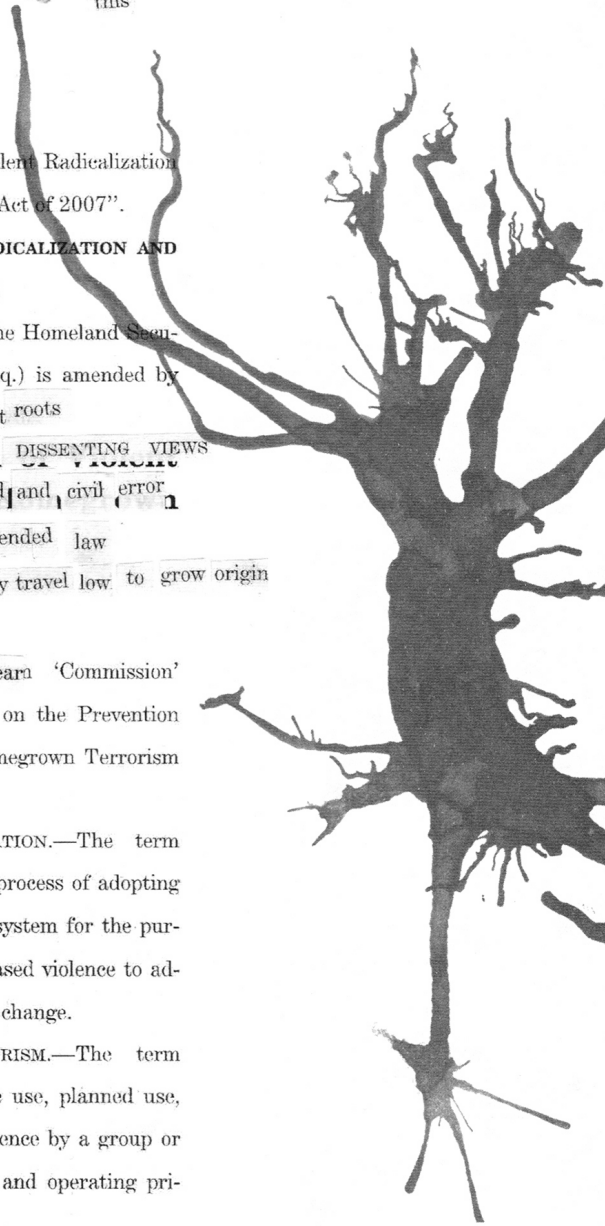 this
lent Radicalization
Act of 2007”.
DICALIZATION AND
ne Homeland Secu-
q.) is amended by
t roots
DISSENTING VIEWS
of violent
d and civil error
ended law
y travel low to grow origin
earn ‘Commission’
on the Prevention
negrown Terrorism
ATION.—The term
process of adopting
system for the pur-
ased violence to ad-
change.
RISM.—The term
e use, planned use,
ence by a group or
and operating pri-